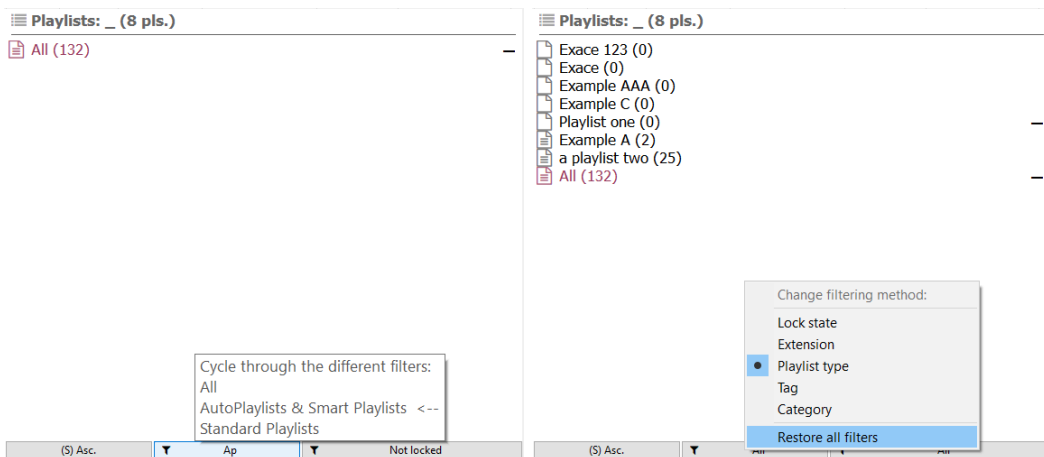 Playlists: _ (8 pls.)
All (132)
Cycle through the different filters:
All
AutoPlaylists & Smart Playlists <--
Standard Playlists
(S) Asc.
Ap
Not locked
Playlists: _ (8 pls.)
Exace 123 (0)
Exace (0)
Example AAA (0)
Example C (0)
Playlist one (0)
Example A (2)
a playlist two (25)
All (132)
Change filtering method:
Lock state
Extension
Playlist type
Tag
Category
Restore all filters
(S) Asc.
All
All